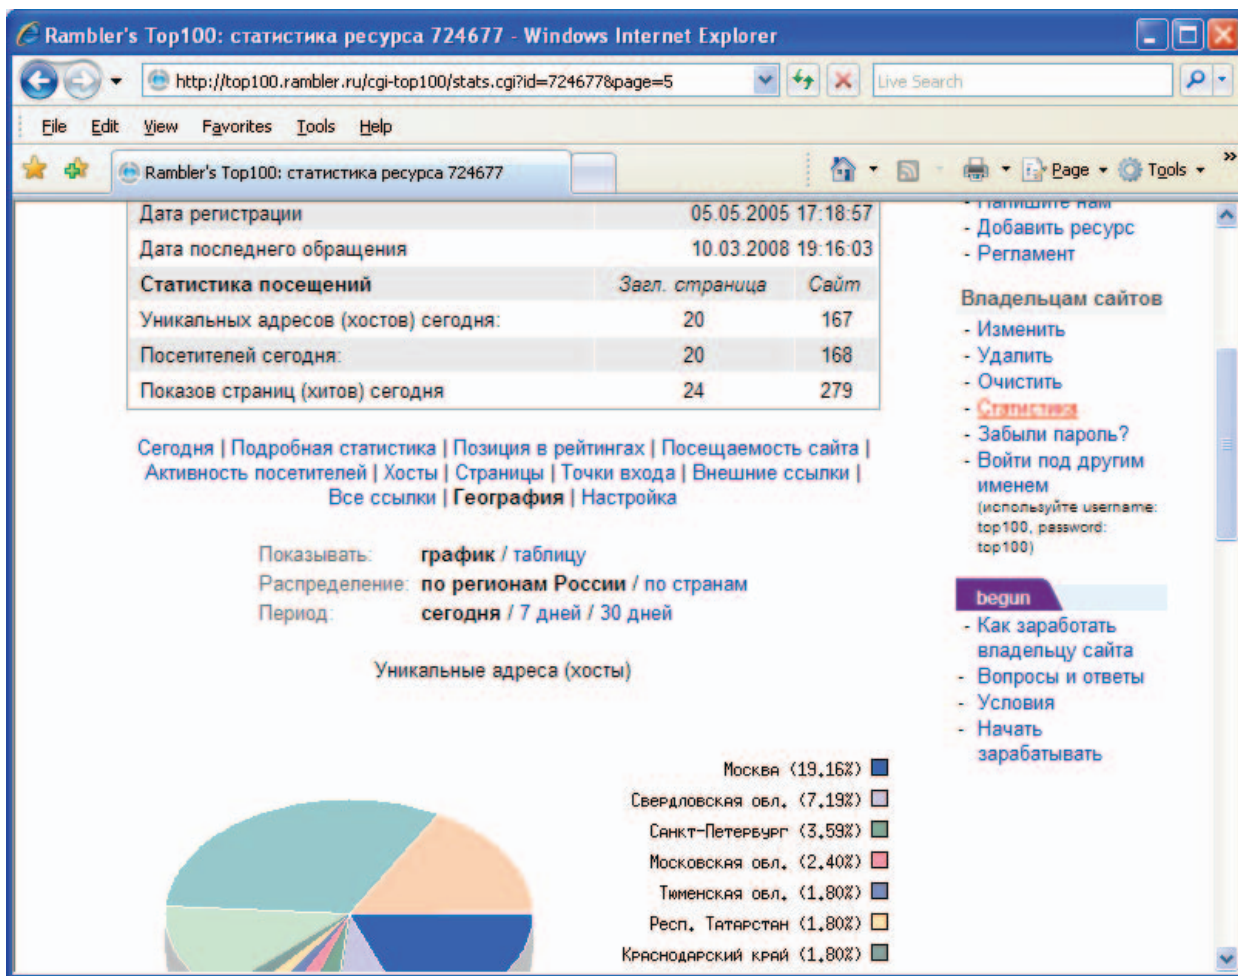 Rambler's Top100: статистика ресурса 724677 - Windows Internet Explorer
http://top100.rambler.ru/cgi-top100/stats.cgi?id=724677&page=5
Live Search
File Edit View Favorites Tools Help
Rambler's Top100: статистика ресурса 724677
Page Tools »
Дата регистрации 05.05.2005 17:18:57
Дата последнего обращения 10.03.2008 19:16:03
Статистика посещений Загл. страница Сайт
Уникальных адресов (хостов) сегодня: 20 167
Посетителей сегодня: 20 168
Показов страниц (хитов) сегодня 24 279
Сегодня | Подробная статистика | Позиция в рейтингах | Посещаемость сайта |
Активность посетителей | Хосты | Страницы | Точки входа | Внешние ссылки |
Все ссылки | География | Настройка
Показывать: график / таблицу
Распределение: по регионам России / по странам
Период: сегодня / 7 дней / 30 дней
Уникальные адреса (хосты)
Москва (19.16%)
Свердловская обл. (7.19%)
Санкт-Петербург (3.59%)
Московская обл. (2.40%)
Тюменская обл. (1.80%)
Респ. Татарстан (1.80%)
Краснодарский край (1.80%)
- Напишите нам
- Добавить ресурс
- Регламент
Владельцам сайтов
- Изменить
- Удалить
- Очистить
- Статистика
- Забыли пароль?
- Войти под другим
именем
(используйте username:
top100, password:
top100)
begun
- Как заработать
владельцу сайта
- Вопросы и ответы
- Условия
- Начать
зарабатывать